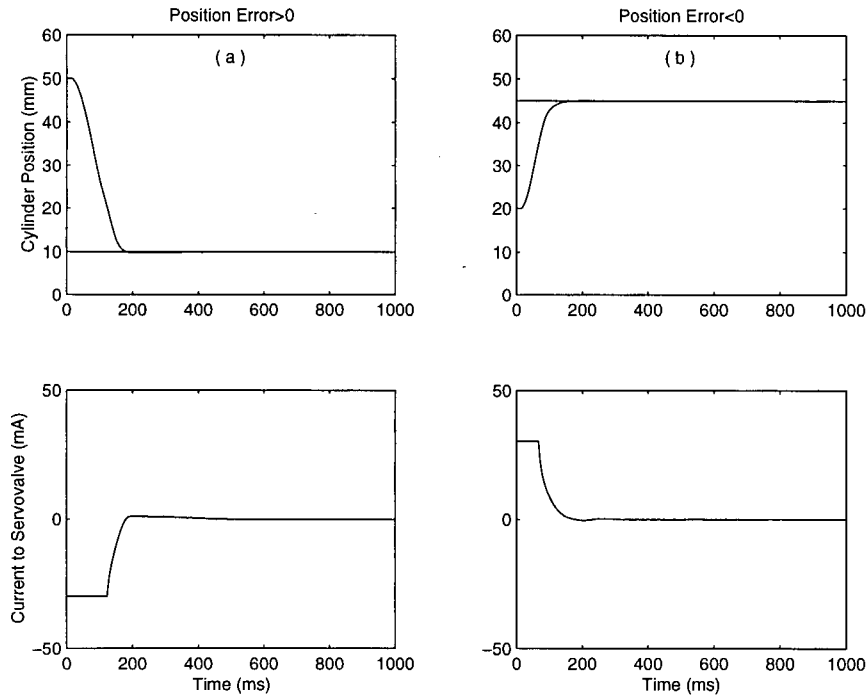 Position Error>0
Position Error<0
( a )
( b )
Cylinder Position (mm)
60
50
40
30
20
10
0
0 200 400 600 800 1000
60
50
40
30
20
10
0
0 200 400 600 800 1000
Current to Servovalve (mA)
50
0
−50
0 200 400 600 800 1000
Time (ms)
50
0
−50
0 200 400 600 800 1000
Time (ms)